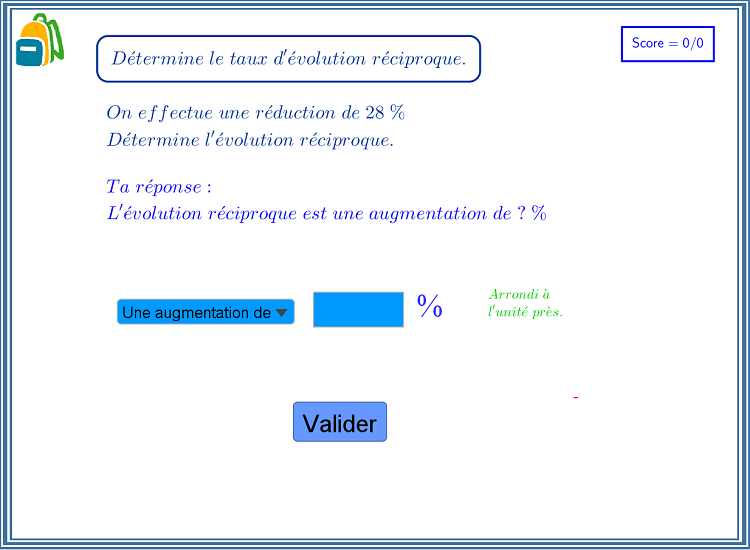 Détermine le taux d'évolution réciproque.
Score = 0/0
On effectue une réduction de 28 %
Détermine l'évolution réciproque.
Ta réponse :
L'évolution réciproque est une augmentation de ? %
Une augmentation de
%
Arrondi à
l'unité près.
-
Valider